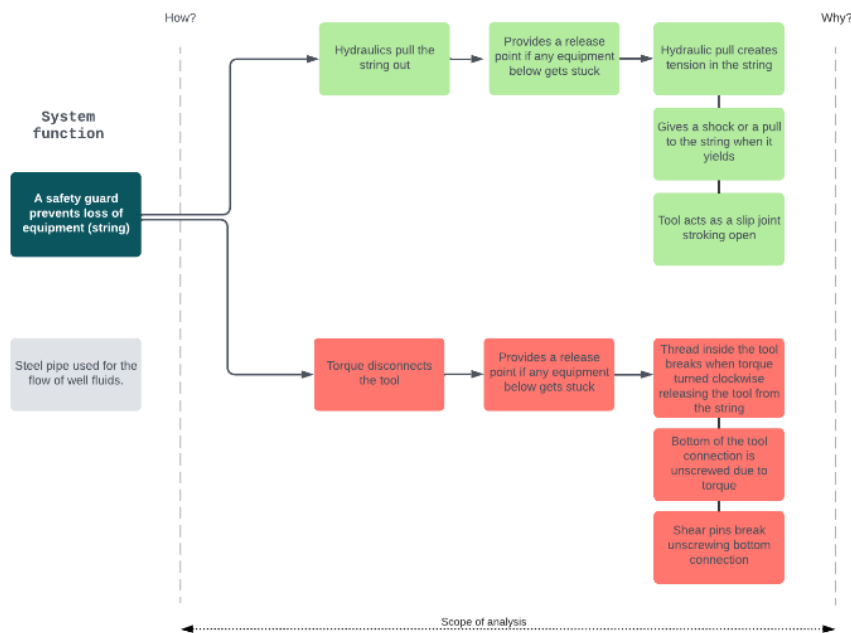 How?
Why?
Hydraulics pull the
string out
Provides a release
point if any equipment
below gets stuck
Hydraulic pull creates
tension in the string
System
function
Gives a shock or a pull
to the string when it
yields
A safety guard
prevents loss of
equipment (string)
Tool acts as a slip joint
stroking open
Steel pipe used for the
flow of well fluids.
Torque disconnects
the tool
Provides a release
point if any equipment
below gets stuck
Thread inside the tool
breaks when torque
turned clockwise
releasing the tool from
the string
Bottom of the tool
connection is
unscrewed due to
torque
Shear pins break
unscrewing bottom
connection
Scope of analysis